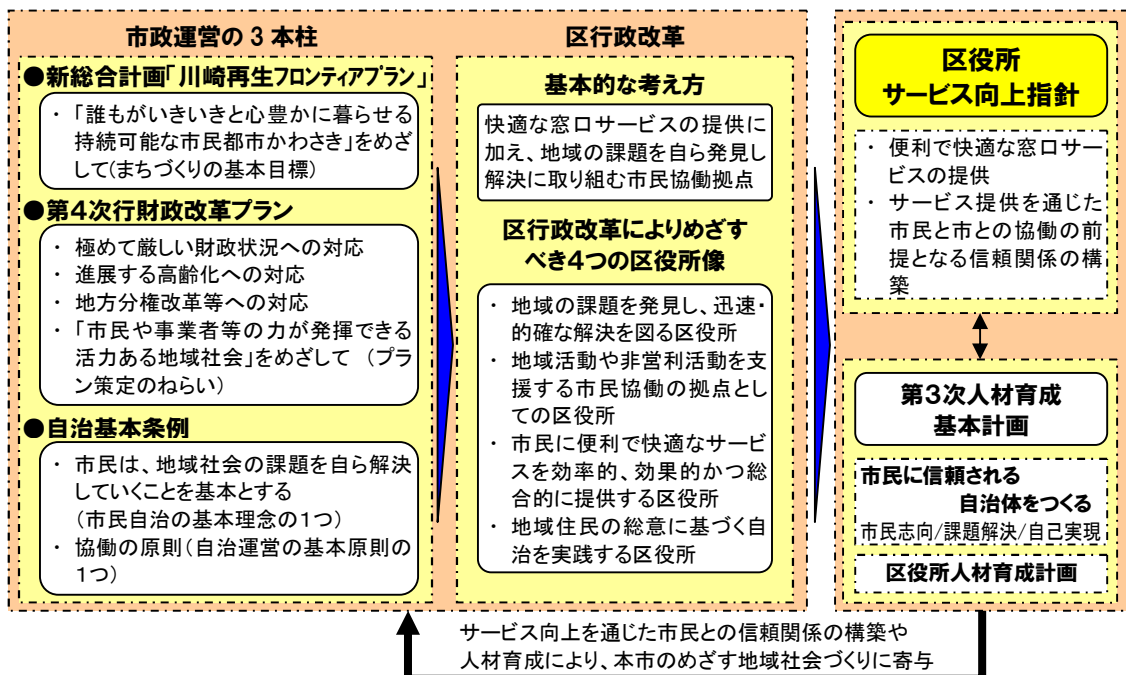 市政運営の3本柱
●新総合計画「川崎再生フロンティアプラン」
・「誰もがいきいきと心豊かに暮らせる
持続可能な市民都市かわさき」をめざ
して(まちづくりの基本目標)
●第4次行財政改革プラン
・ 極めて厳しい財政状況への対応
・ 進展する高齢化への対応
・ 地方分権改革等への対応
・「市民や事業者等の力が発揮できる
活力ある地域社会」をめざして (プラ
ン策定のねらい)
●自治基本条例
・ 市民は、地域社会の課題を自ら解決
していくことを基本とする
(市民自治の基本理念の1つ)
・ 協働の原則(自治運営の基本原則の
1つ)
区行政改革
基本的な考え方
快適な窓口サービスの提供に
加え、地域の課題を自ら発見し
解決に取り組む市民協働拠点
区行政改革によりめざす
べき4つの区役所像
・ 地域の課題を発見し、迅速・
的確な解決を図る区役所
・ 地域活動や非営利活動を支
援する市民協働の拠点とし
ての区役所
・ 市民に便利で快適なサービ
スを効率的、効果的かつ総
合的に提供する区役所
・ 地域住民の総意に基づく自
治を実践する区役所
区役所
サービス向上指針
・ 便利で快適な窓口サー
ビスの提供
・ サービス提供を通じた
市民と市との協働の前
提となる信頼関係の構
築
第3次人材育成
基本計画
市民に信頼される
自治体をつくる
市民志向/課題解決/自己実現
区役所人材育成計画
サービス向上を通じた市民との信頼関係の構築や
人材育成により、本市のめざす地域社会づくりに寄与